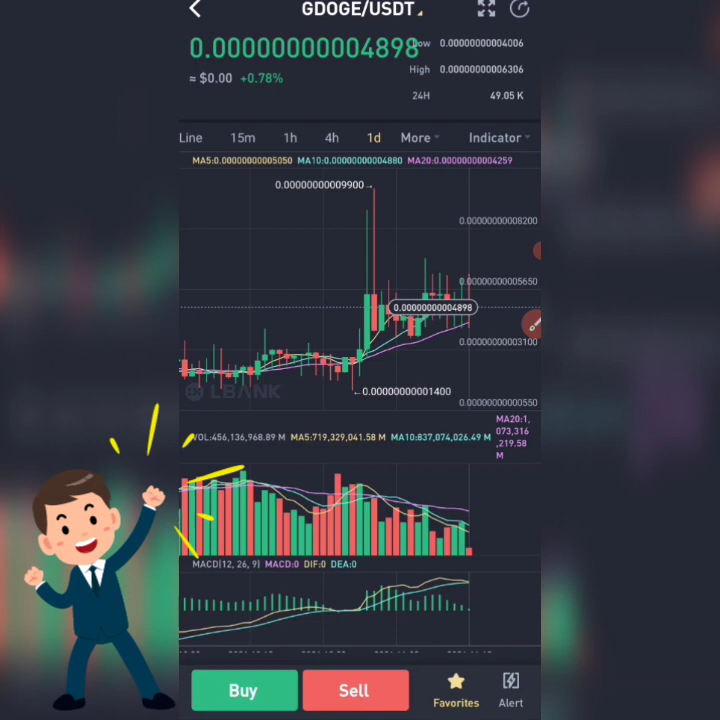 GDOGE/USDT
0.000000000004898
Low 0.00000000004006
≈ $0.00 +0.78%
High 0.00000000006306
24H 49.05 K
Line 15m 1h 4h 1d More Indicator
MA5:0.00000000005050 MA10:0.00000000004880 MA20:0.00000000004259
0.00000000009900
0.00000000008200
0.00000000005650
0.00000000004898
0.00000000003100
0.00000000001400
LBANK
0.00000000000550
VOL:456,136,968.89 M MA5:719,329,041.58 M MA10:837,074,026.49 M
MA20:1,
073,316
,219.58
M
MACD(12, 26, 9) MACD:0 DIF:0 DEA:0
Buy Sell Favorites Alert